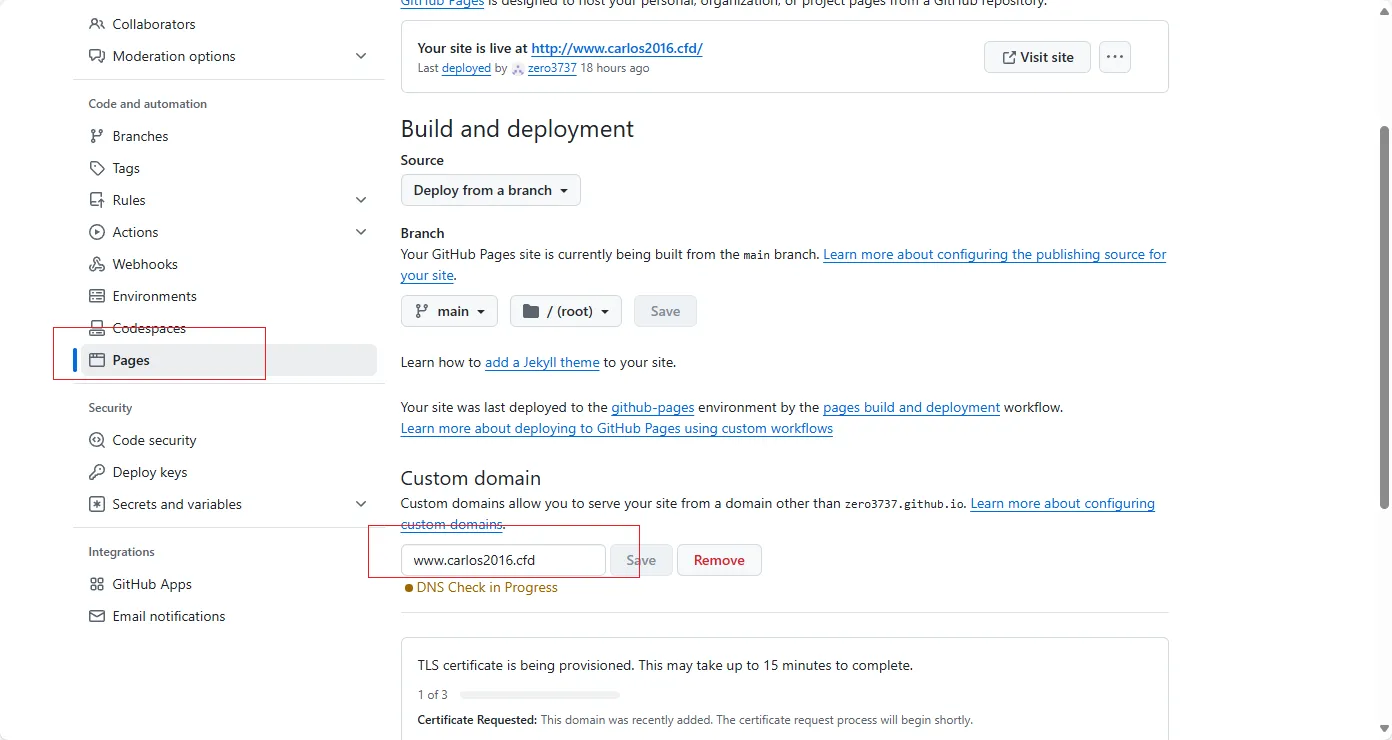 Collaborators
Moderation options
Code and automation
Branches
Tags
Rules
Actions
Webhooks
Environments
Codespaces
Pages
Security
Code security
Deploy keys
Secrets and variables
Integrations
GitHub Apps
Email notifications
GitHub Pages is designed to host your personal, organization, or project pages from a GitHub repository.
Your site is live at http://www.carlos2016.cfd/
Last deployed by zero3737 18 hours ago
Visit site
Build and deployment
Source
Deploy from a branch
Branch
Your GitHub Pages site is currently being built from the main branch. Learn more about configuring the publishing source for
your site.
main / (root) Save
Learn how to add a Jekyll theme to your site.
Your site was last deployed to the github-pages environment by the pages build and deployment workflow.
Learn more about deploying to GitHub Pages using custom workflows
Custom domain
Custom domains allow you to serve your site from a domain other than zero3737.github.io. Learn more about configuring
custom domains.
www.carlos2016.cfd Save Remove
DNS Check in Progress
TLS certificate is being provisioned. This may take up to 15 minutes to complete.
1 of 3
Certificate Requested: This domain was recently added. The certificate request process will begin shortly.